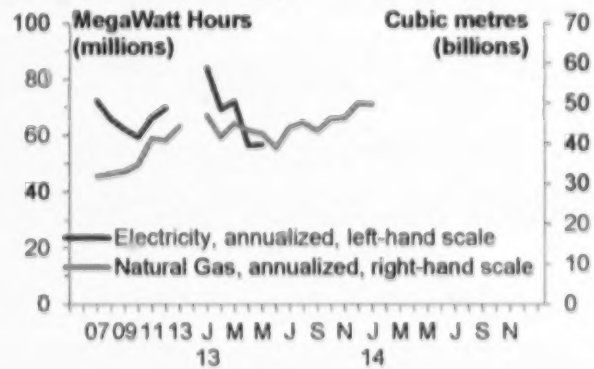 MegaWatt Hours
(millions)
Cubic metres
(billions)
100
80
60
40
20
0
70
60
50
40
30
20
10
0
Electricity, annualized, left-hand scale
Natural Gas, annualized, right-hand scale
07 09 11 13 J M M J S N J M M J S N
13 14